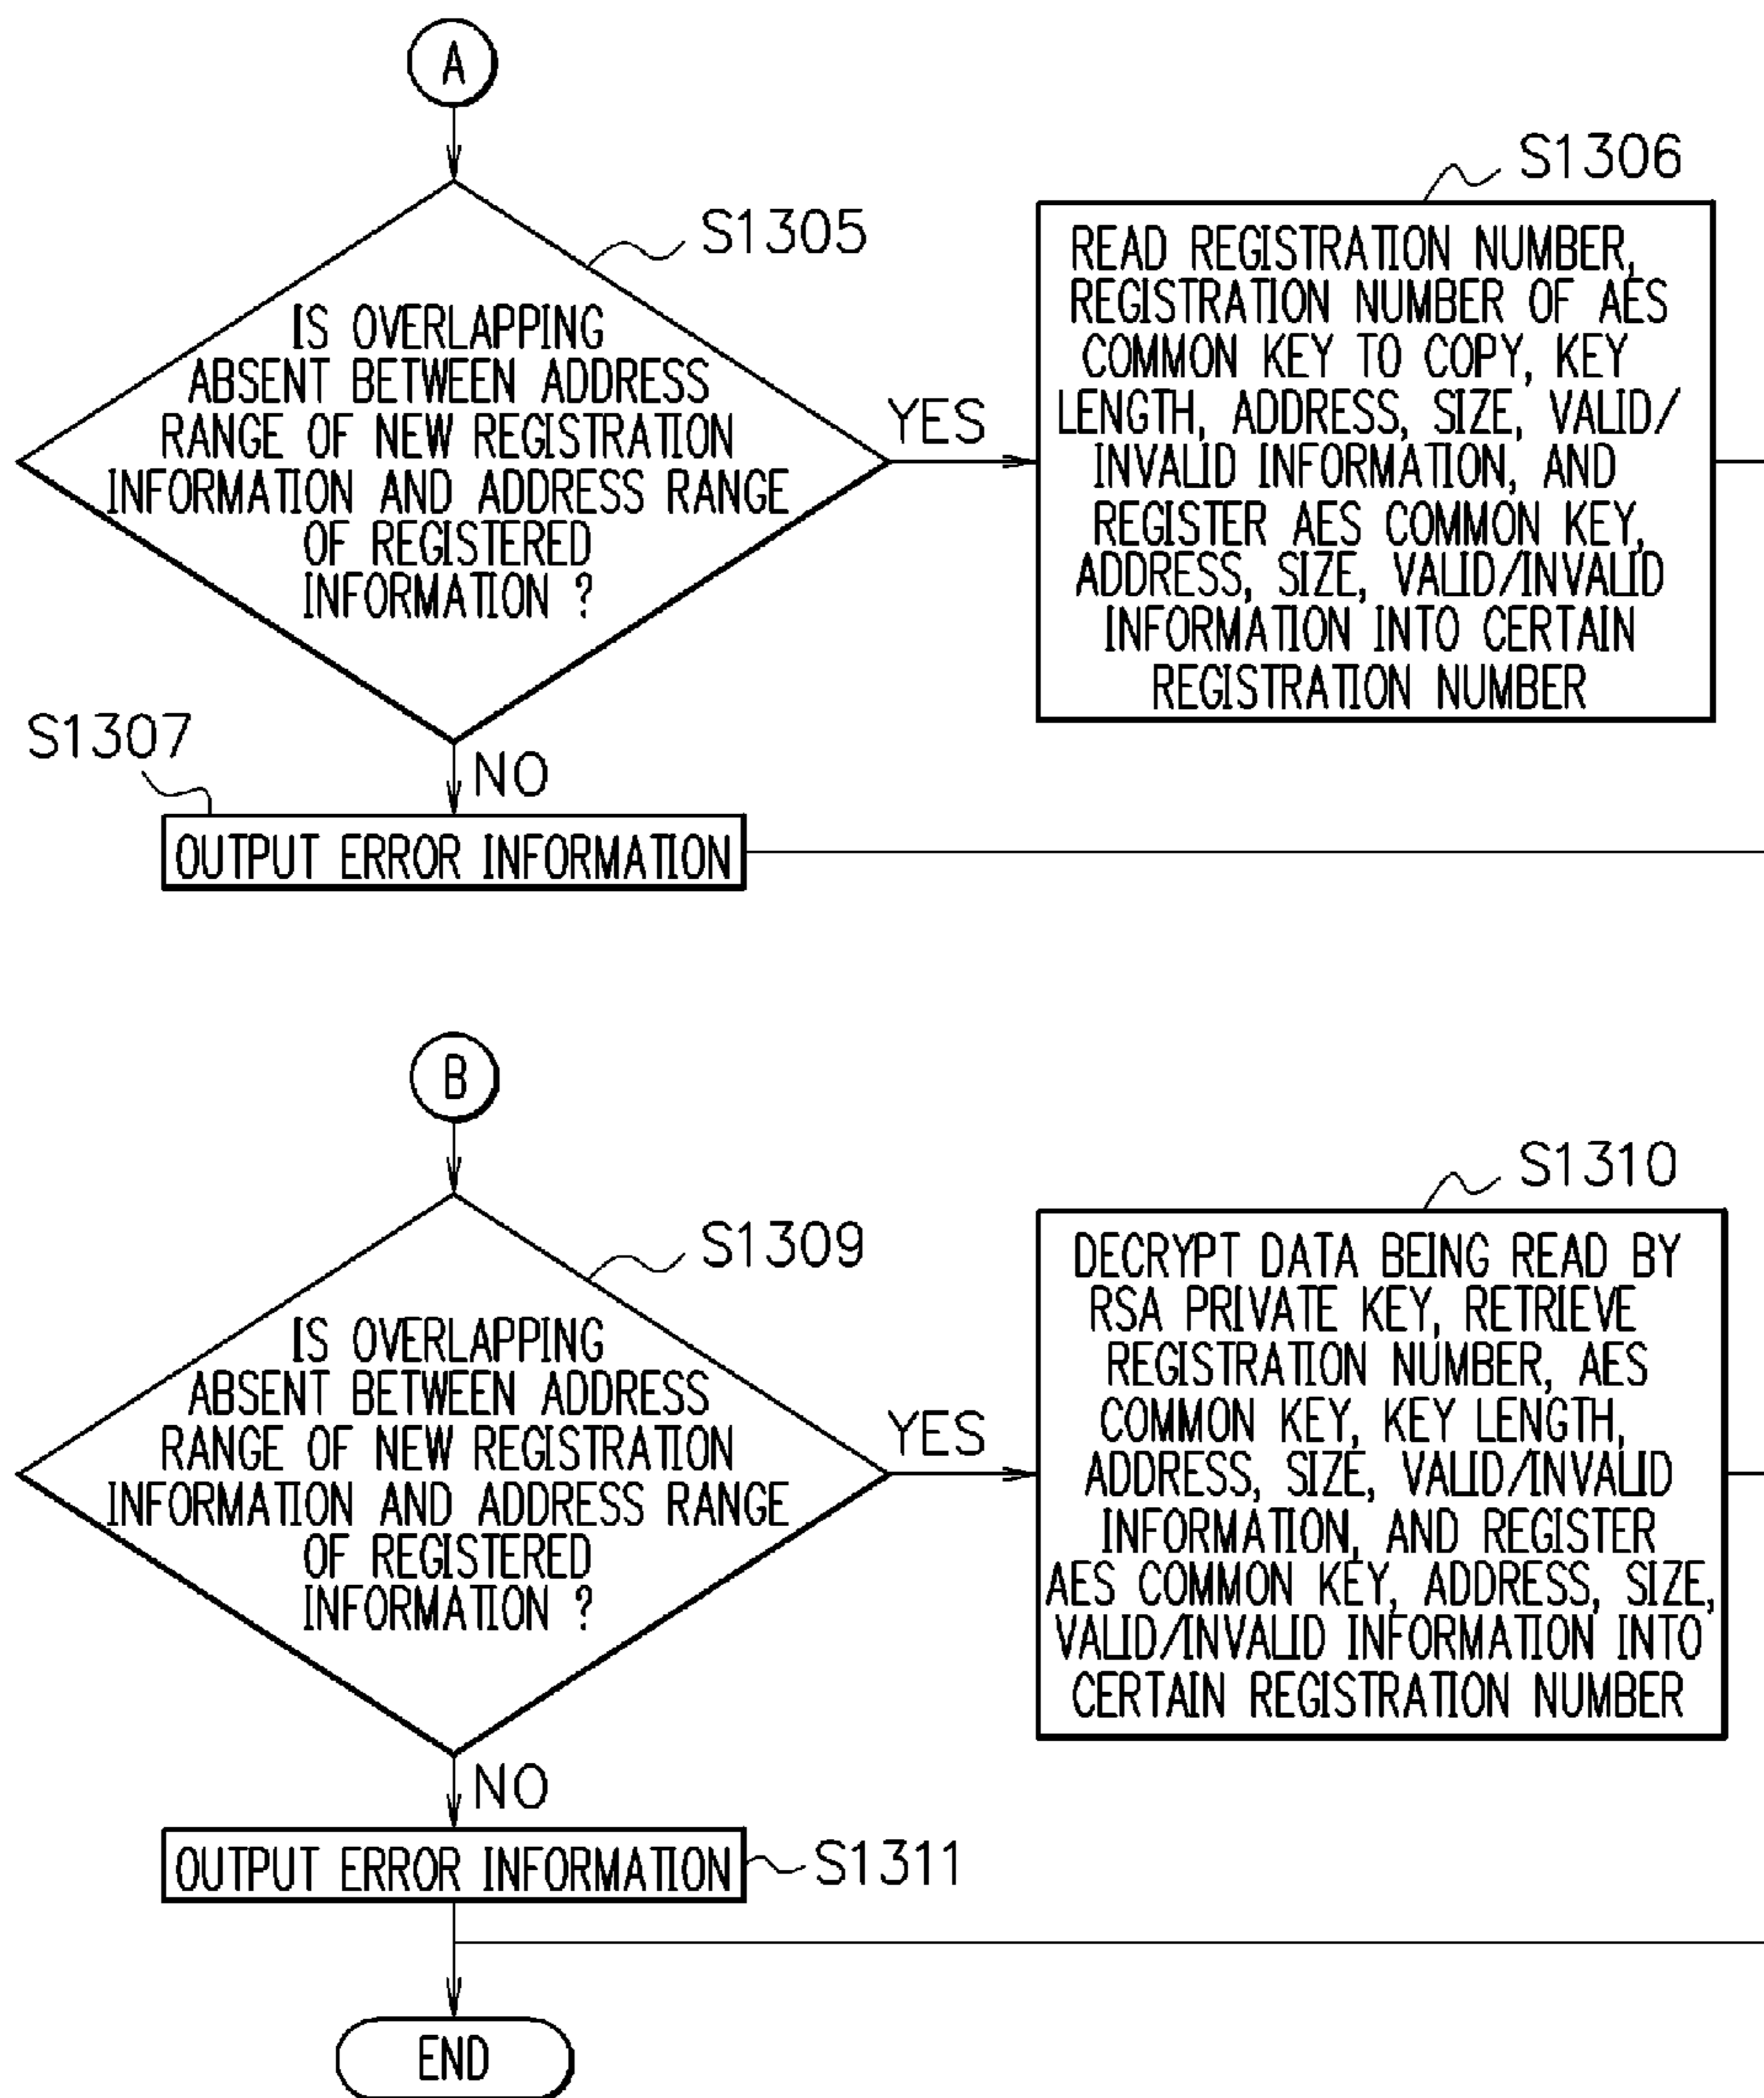 A
S1305
IS OVERLAPPING
ABSENT BETWEEN ADDRESS
RANGE OF NEW REGISTRATION
INFORMATION AND ADDRESS RANGE
OF REGISTERED
INFORMATION ?
YES
S1306
READ REGISTRATION NUMBER,
REGISTRATION NUMBER OF AES
COMMON KEY TO COPY, KEY
LENGTH, ADDRESS, SIZE, VALID/
INVALID INFORMATION, AND
REGISTER AES COMMON KEY,
ADDRESS, SIZE, VALID/INVALID
INFORMATION INTO CERTAIN
REGISTRATION NUMBER
S1307
NO
OUTPUT ERROR INFORMATION
B
S1309
IS OVERLAPPING
ABSENT BETWEEN ADDRESS
RANGE OF NEW REGISTRATION
INFORMATION AND ADDRESS RANGE
OF REGISTERED
INFORMATION ?
YES
S1310
DECRYPT DATA BEING READ BY
RSA PRIVATE KEY, RETRIEVE
REGISTRATION NUMBER, AES
COMMON KEY, KEY LENGTH,
ADDRESS, SIZE, VALID/INVALID
INFORMATION, AND REGISTER
AES COMMON KEY, ADDRESS, SIZE,
VALID/INVALID INFORMATION INTO
CERTAIN REGISTRATION NUMBER
NO
OUTPUT ERROR INFORMATION
S1311
END